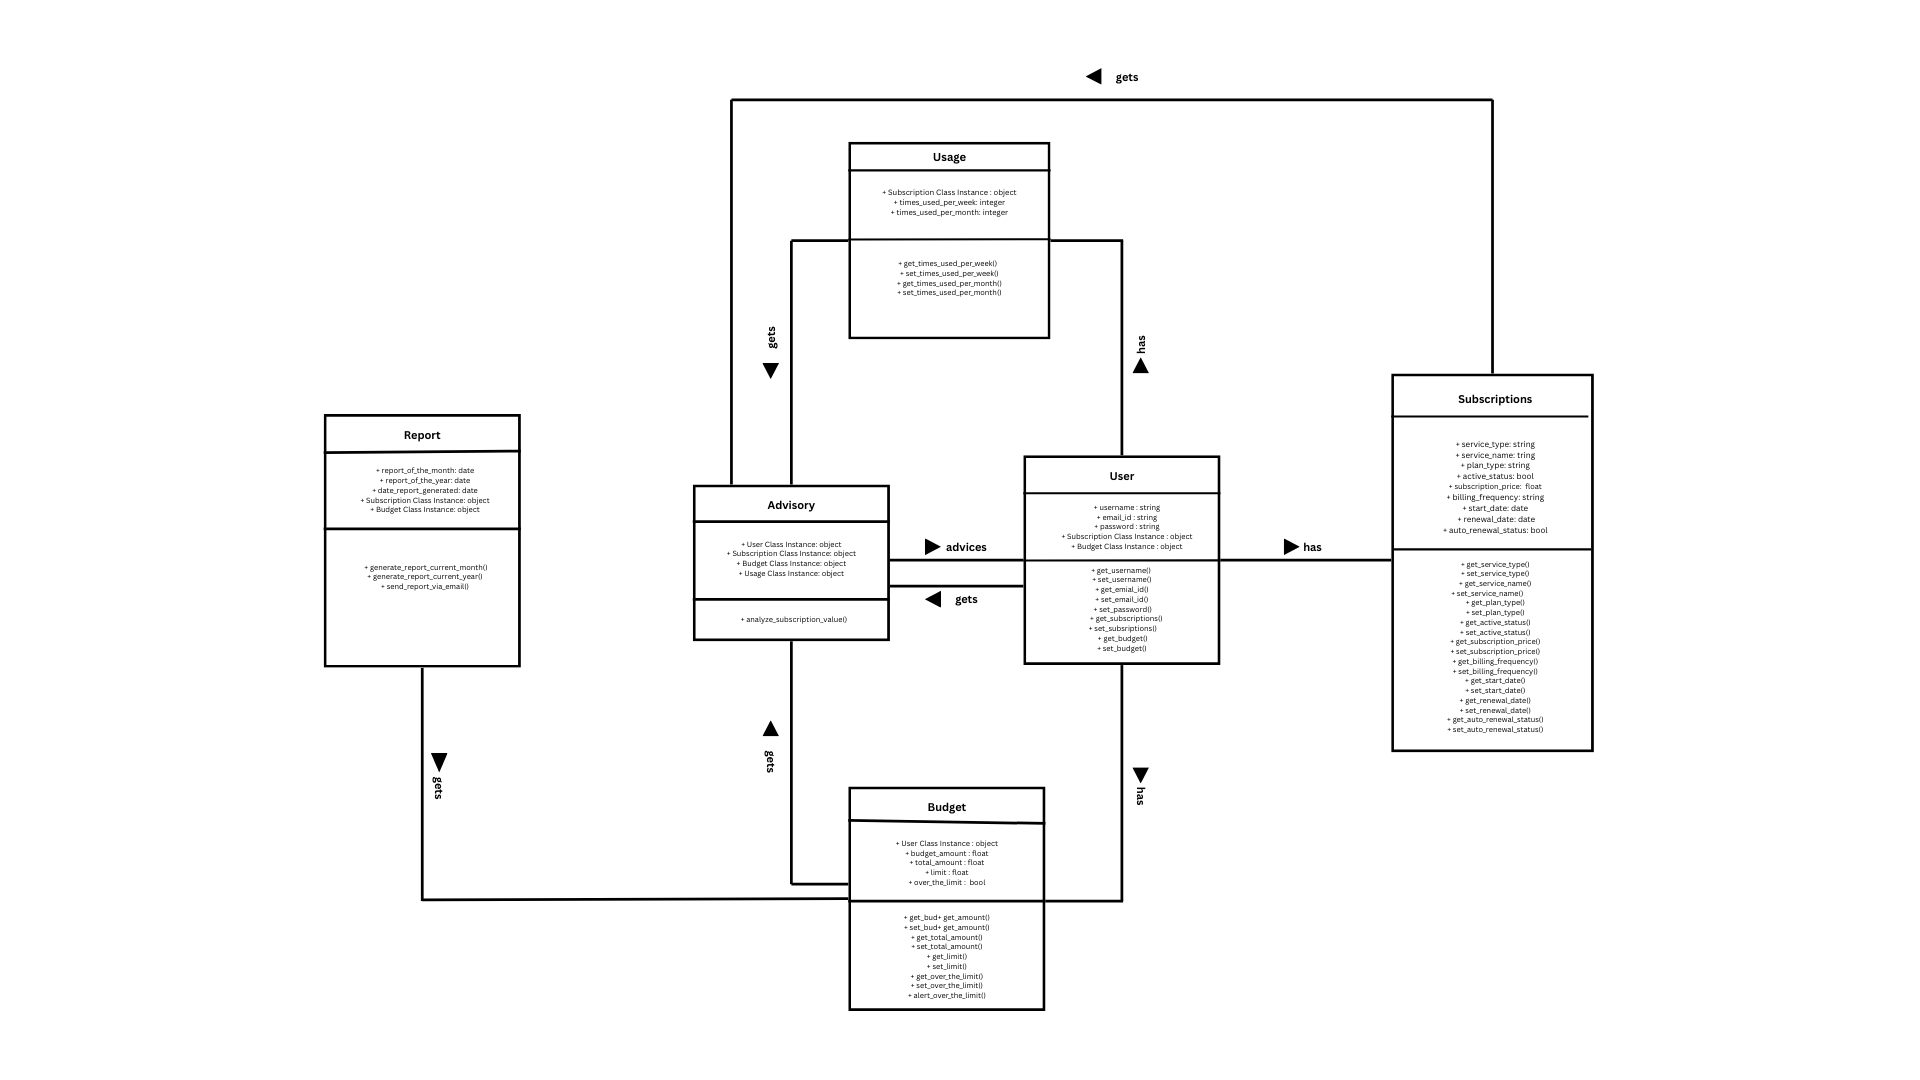 gets
Usage
+ Subscription Class Instance : object
+ times_used_per_week: integer
+ times_used_per_month: integer
+ get_times_used_per_week()
+ set_times_used_per_week()
+ get_times_used_per_month()
+ set_times_used_per_month()
gets
has
Subscriptions
+ service_type: string
+ service_name: tring
+ plan_type: string
+ active_status: bool
+ subscription_price: float
+ billing_frequency: string
+ start_date: date
+ renewal_date: date
+ auto_renewal_status: bool
+ get_service_type()
+ set_service_type()
+ get_service_name()
+ set_service_name()
+ get_plan_type()
+ set_plan_type()
+ get_active_status()
+ set_active_status()
+ get_subscription_price()
+ set_subscription_price()
+ get_billing_frequency()
+ set_billing_frequency()
+ get_start_date()
+ set_start_date()
+ get_renewal_date()
+ set_renewal_date()
+ get_auto_renewal_status()
+ set_auto_renewal_status()
Report
+ report_of_the_month: date
+ report_of_the_year: date
+ date_report_generated: date
+ Subscription Class Instance: object
+ Budget Class Instance: object
+ generate_report_current_month()
+ generate_report_current_year()
+ send_report_via_email()
Advisory
+ User Class Instance: object
+ Subscription Class Instance: object
+ Budget Class Instance: object
+ Usage Class Instance: object
+ analyze_subscription_value()
advices
gets
User
+ username : string
+ email_id : string
+ password : string
+ Subscription Class Instance : object
+ Budget Class Instance : object
+ get_username()
+ set_username()
+ get_emial_id()
+ set_email_id()
+ set_password()
+ get_subscriptions()
+ set_subsriptions()
+ get_budget()
+ set_budget()
has
gets
gets
has
Budget
+ User Class Instance : object
+ budget_amount : float
+ total_amount : float
+ limit : float
+ over_the_limit : bool
+ get_bud+ get_amount()
+ set_bud+ get_amount()
+ get_total_amount()
+ set_total_amount()
+ get_limit()
+ set_limit()
+ get_over_the_limit()
+ set_over_the_limit()
+ alert_over_the_limit()